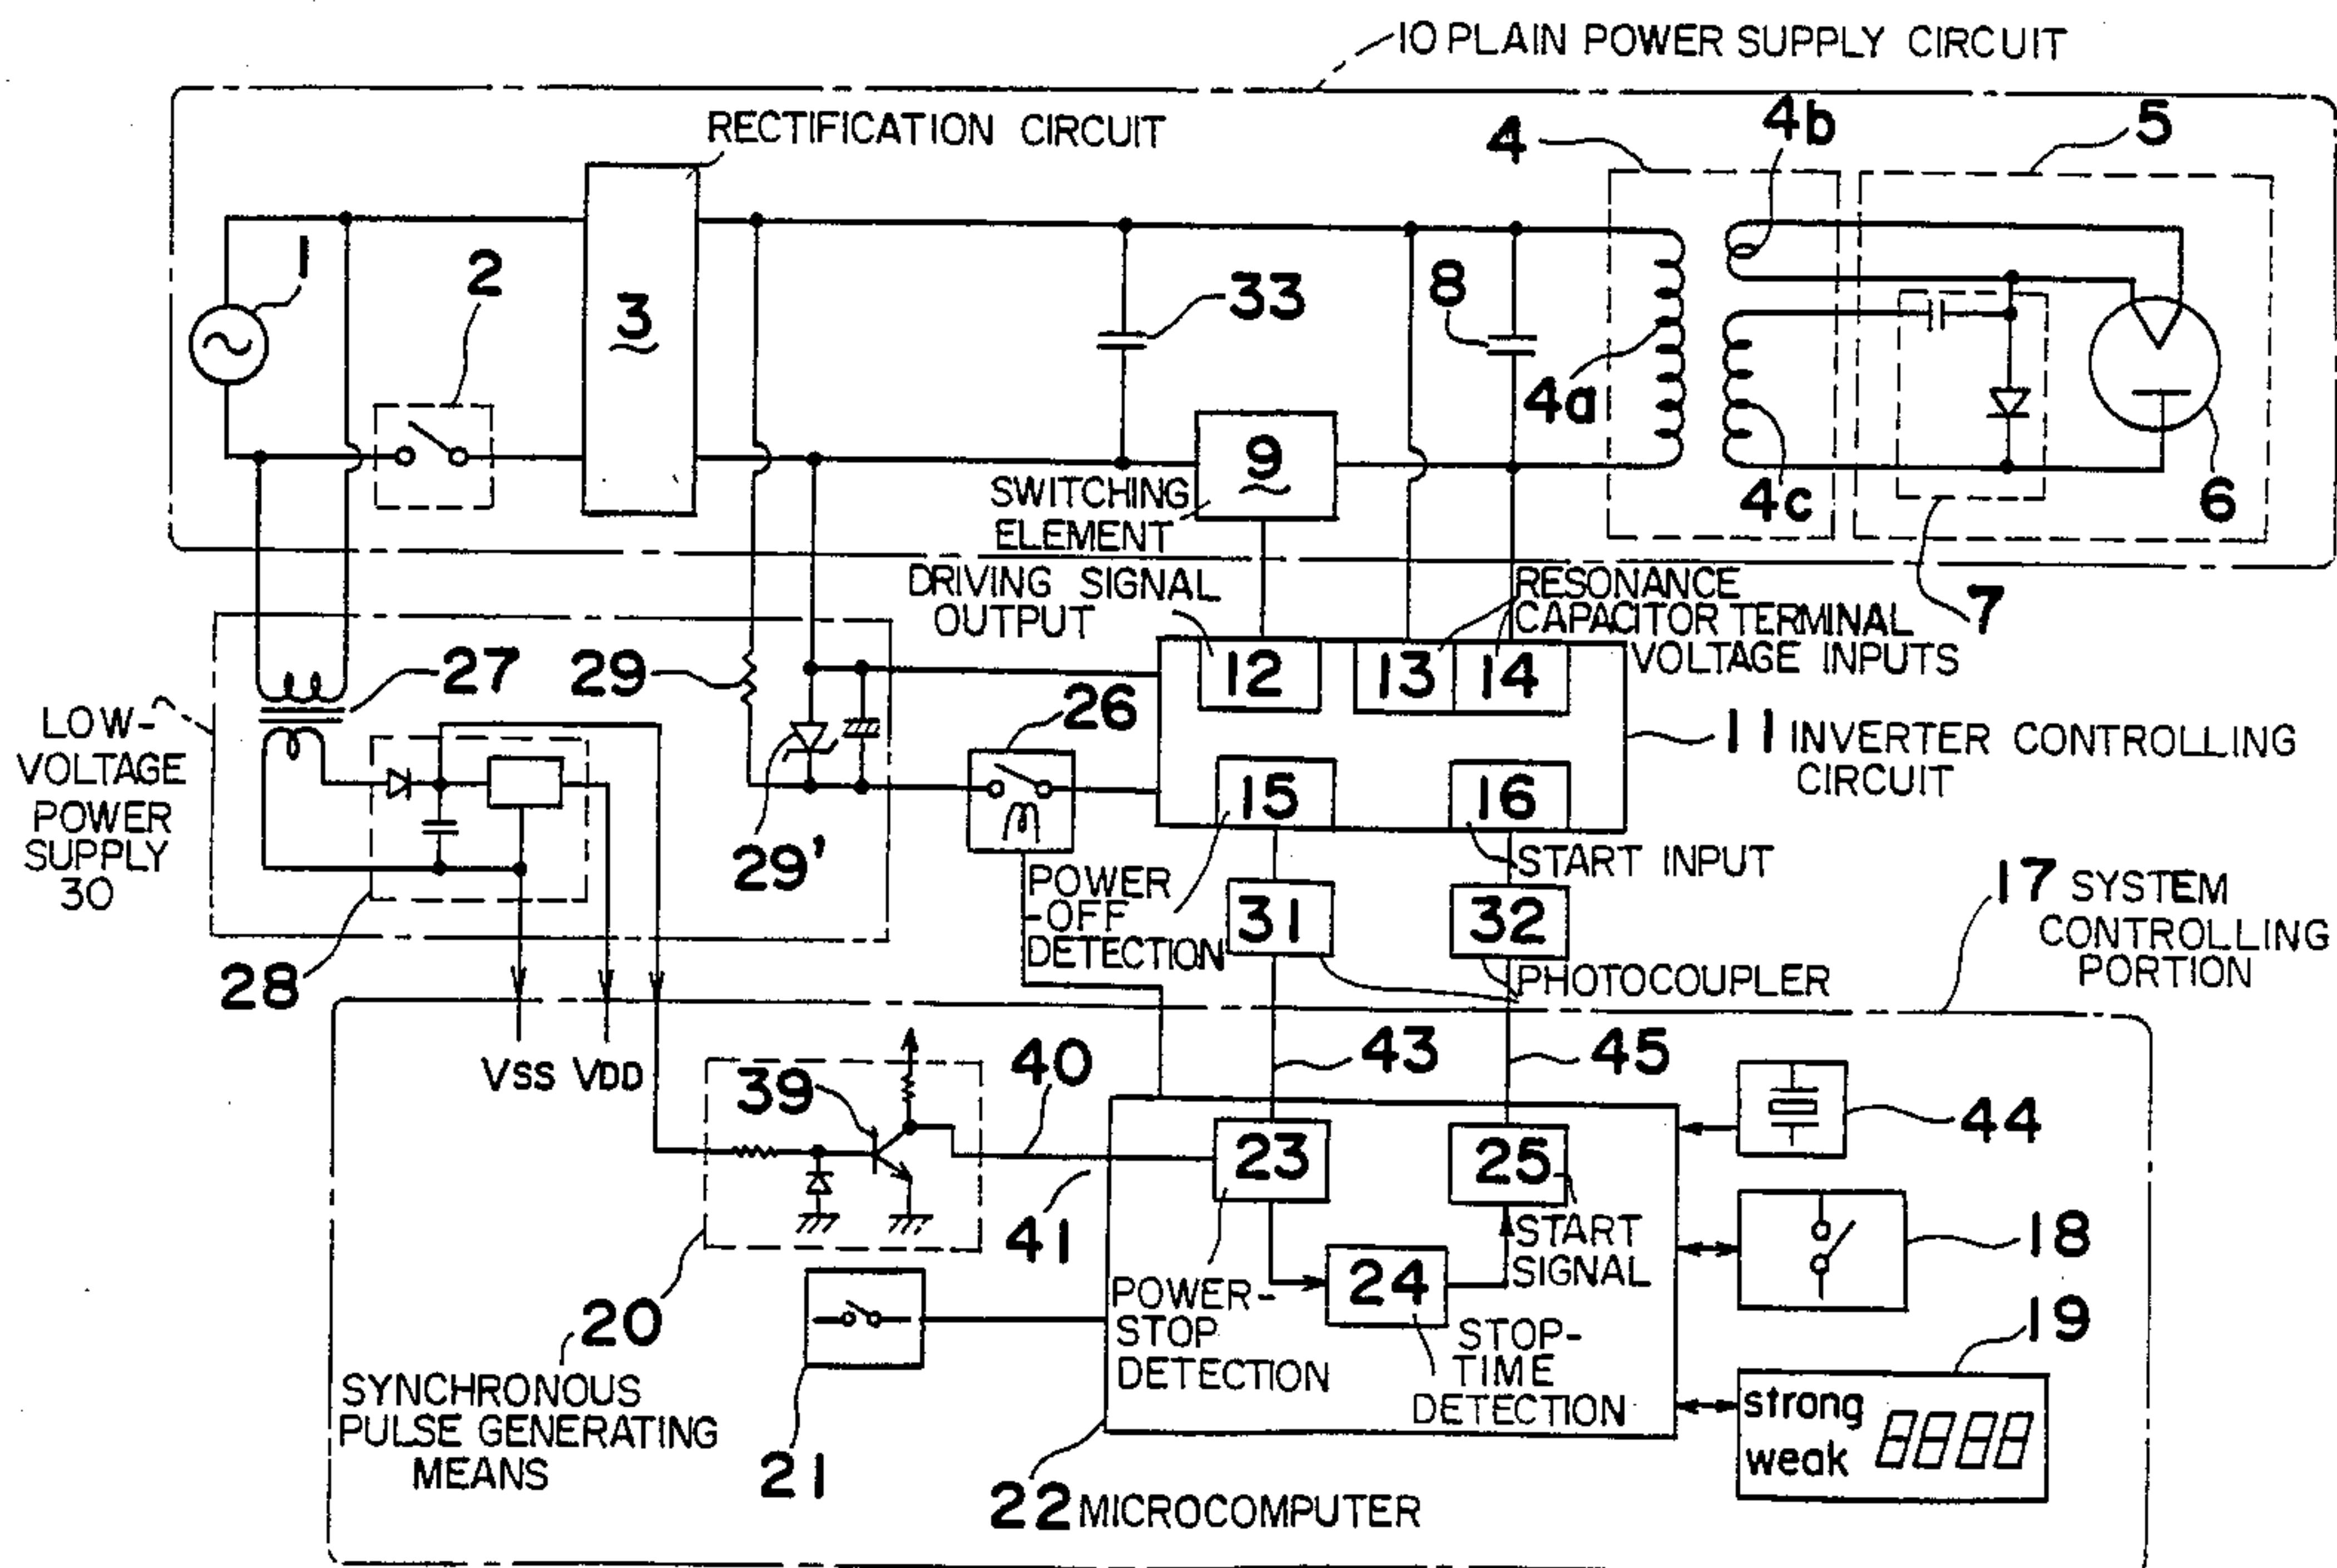 10 PLAIN POWER SUPPLY CIRCUIT
RECTIFICATION CIRCUIT
4
4b
5
1
2
3
33
8
4a
9
4c
6
SWITCHING
ELEMENT
7
DRIVING SIGNAL
OUTPUT
RESONANCE
CAPACITOR TERMINAL
VOLTAGE INPUTS
12
13
14
27
29
26
LOW-
VOLTAGE
POWER
SUPPLY
30
11 INVERTER CONTROLLING
CIRCUIT
15
16
29'
28
POWER
-OFF
DETECTION
START INPUT
31
32
PHOTOCOUPLER
17 SYSTEM
CONTROLLING
PORTION
VSS VDD
39
40
43
45
44
41
23
25
START
SIGNAL
18
24
POWER-
STOP
DETECTION
STOP-
TIME
DETECTION
19
strong
weak
8888
20
SYNCHRONOUS
PULSE GENERATING
MEANS
21
22 MICROCOMPUTER